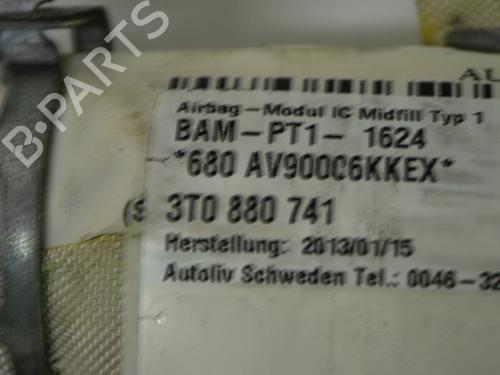 AU
Airbag-Modul IC Midfill Typ 1
BAM-PT1- 1624
*680 AV90006KKEX*
(S 3T0 880 741
Herstellung: 2013/01/15
Autoliv Schweden Tel.: 0046-32